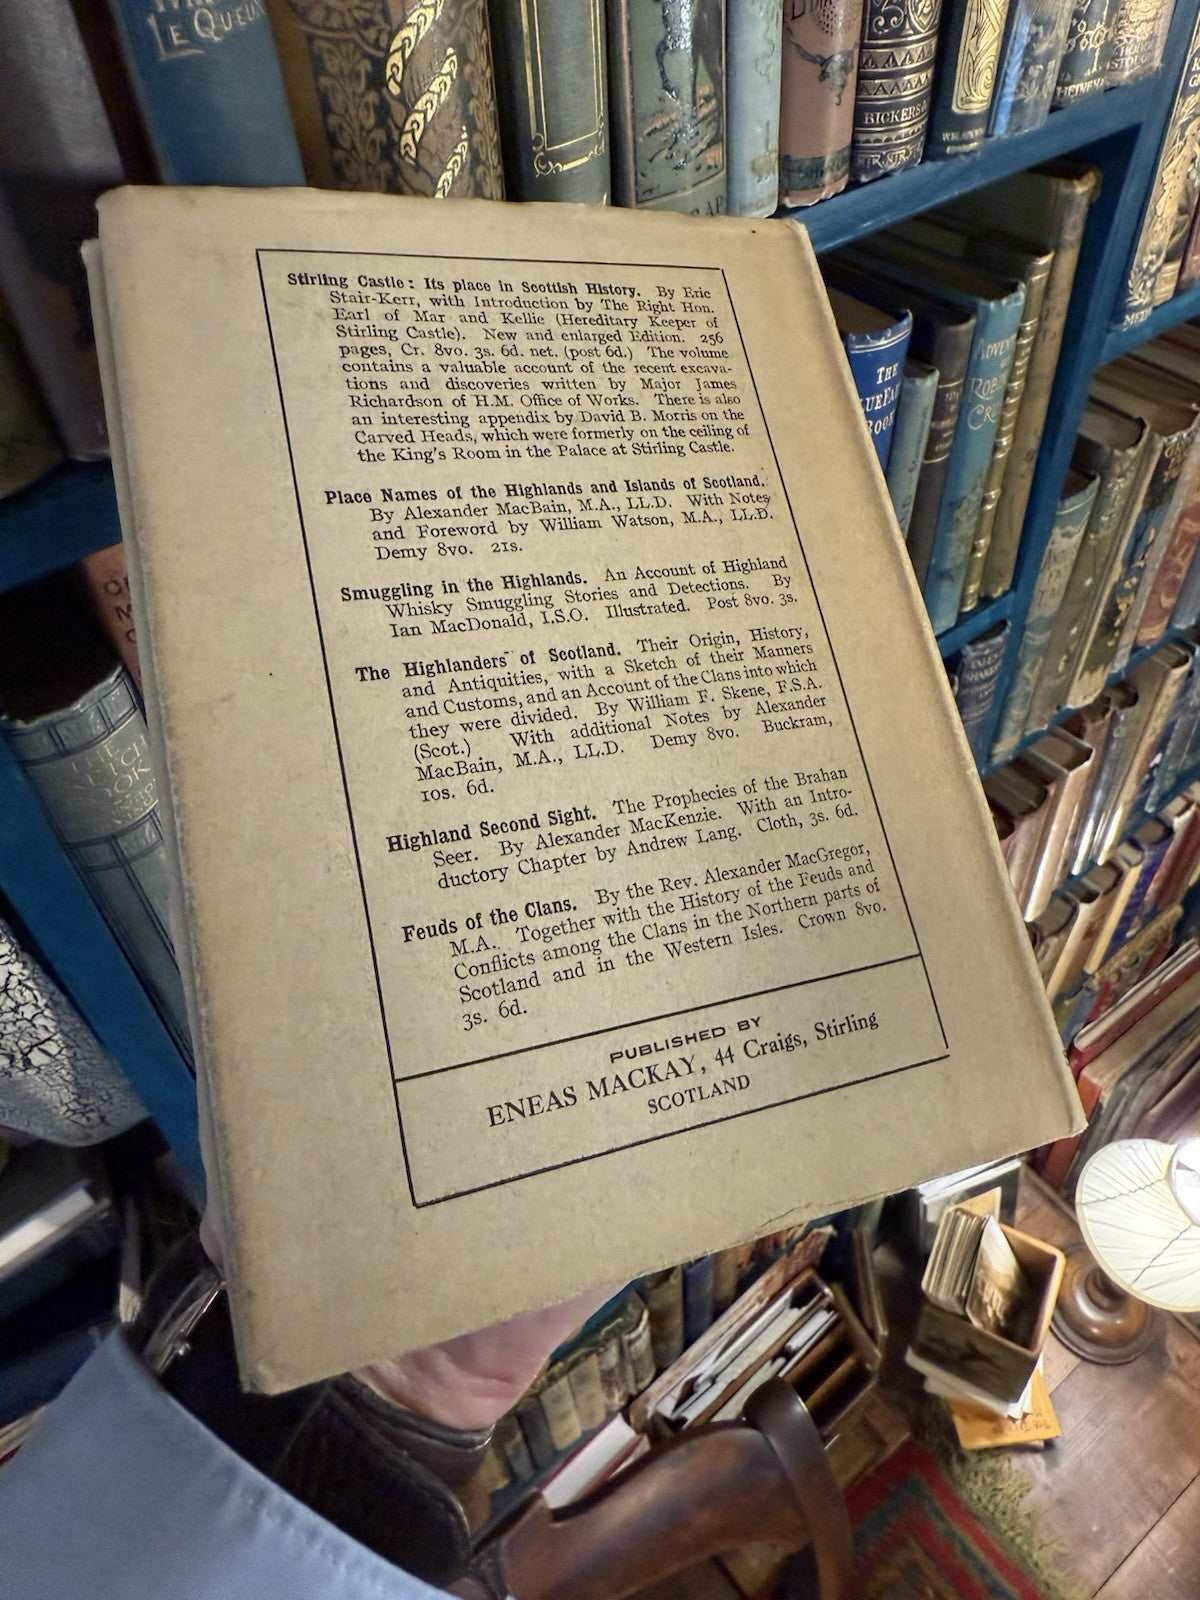 LE QUEUX
BICKERS
HEINEMANN
Stirling Castle: Its place in Scottish History. By Eric
Stair-Kerr, with Introduction by The Right Hon.
Earl of Mar and Kellie (Hereditary Keeper of
Stirling Castle). New and enlarged Edition. 256
pages, Cr. 8vo. 3s. 6d. net. (post 6d.) The volume
contains a valuable account of the recent excava-
tions and discoveries written by Major James
Richardson of H.M. Office of Works. There is also
an interesting appendix by David B. Morris on the
Carved Heads, which were formerly on the ceiling of
the King's Room in the Palace at Stirling Castle.
Place Names of the Highlands and Islands of Scotland.
By Alexander MacBain, M.A., LL.D. With Notes
and Foreword by William Watson, M.A., LL.D.
Demy 8vo. 21s.
Smuggling in the Highlands. An Account of Highland
Whisky Smuggling Stories and Detections. By
Ian MacDonald, I.S.O. Illustrated. Post 8vo. 3s.
The Highlanders of Scotland. Their Origin, History,
and Antiquities, with a Sketch of their Manners
and Customs, and an Account of the Clans into which
they were divided. By William F. Skene, F.S.A.
(Scot.) With additional Notes by Alexander
MacBain, M.A., LL.D. Demy 8vo. Buckram,
10s. 6d.
Highland Second Sight. The Prophecies of the Brahan
Seer. By Alexander MacKenzie. With an Intro-
ductory Chapter by Andrew Lang. Cloth, 3s. 6d.
Feuds of the Clans. By the Rev. Alexander MacGregor,
M.A. Together with the History of the Feuds and
Conflicts among the Clans in the Northern parts of
Scotland and in the Western Isles. Crown 8vo.
3s. 6d.
PUBLISHED BY
ENEAS MACKAY, 44 Craigs, Stirling
SCOTLAND
THE
BOOK